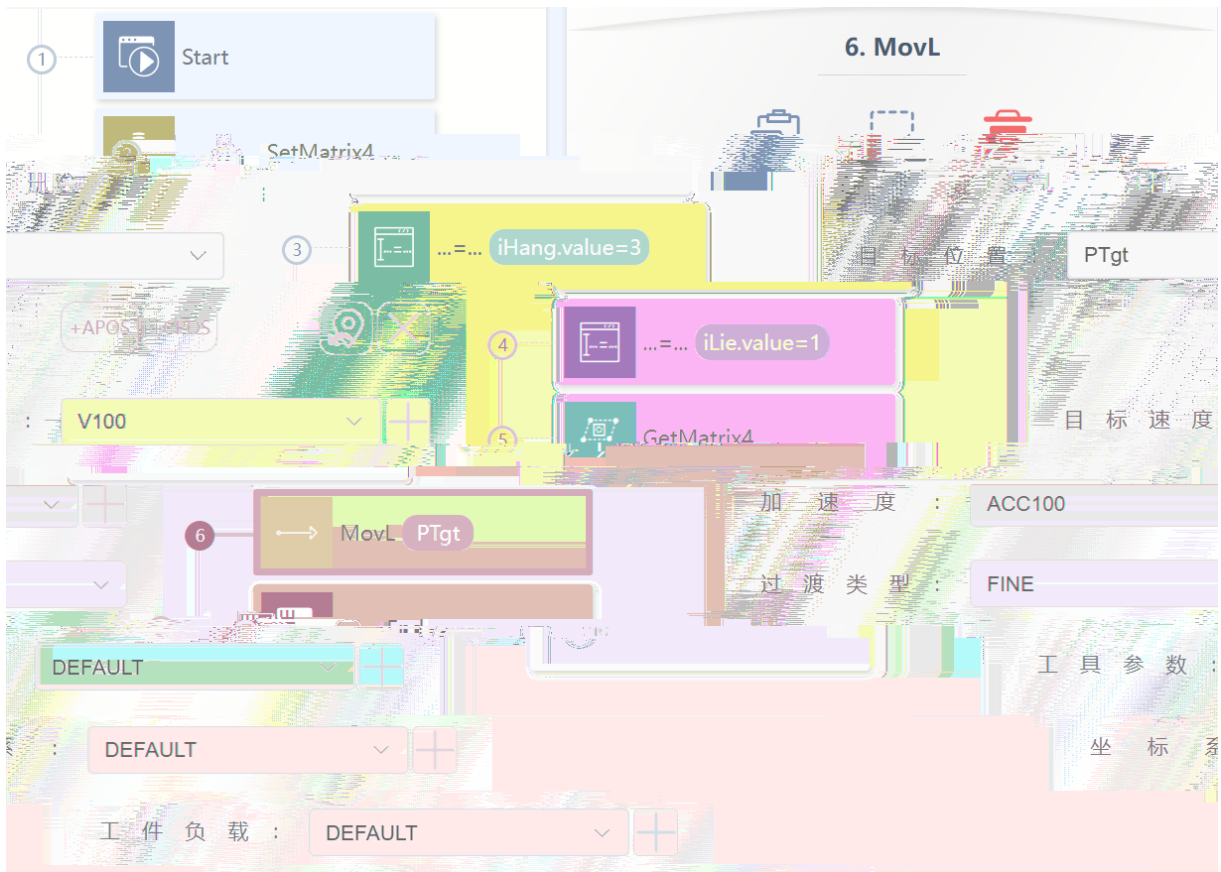 1 Start
6. MovL
SetMatrix4
3 ...=... iHang.value=3
目标位置: PTgt
+APOS
4 ...=... iLie.value=1
5 GetMatrix4
目标速度: V100
6 MovL PTgt
加速度: ACC100
过渡类型: FINE
End
工具参数: DEFAULT
坐标系: DEFAULT
工件负载: DEFAULT